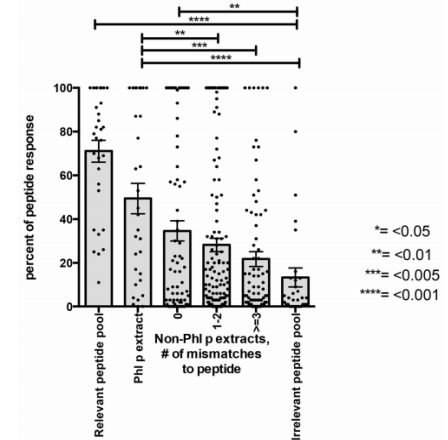 **
****
**
***
****
percent of peptide response
100
80
60
40
20
0
Relevant peptide pool
Phl p extract
0
1-2
>=3
Irrelevant peptide pool
Non-Phl p extracts,
# of mismatches
to peptide
*= <0.05
**= <0.01
***= <0.005
****= <0.001